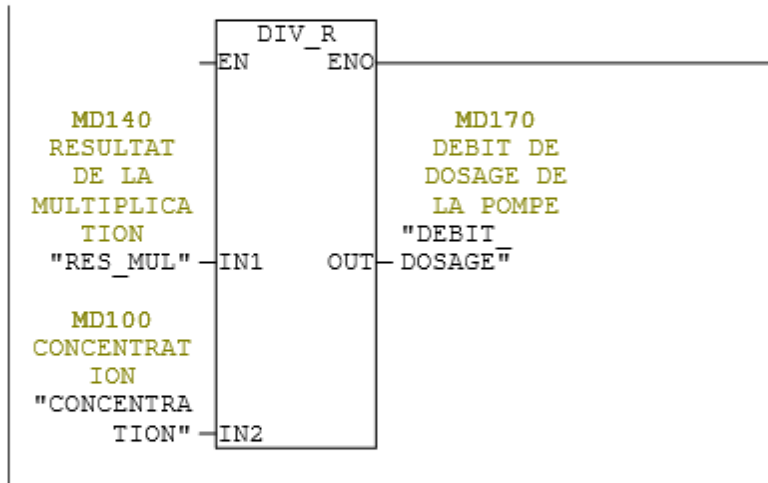 DIV_R
EN ENO
MD140
RESULTAT
DE LA
MULTIPLICA
TION
"RES_MUL"
IN1
MD170
DEBIT DE
DOSAGE DE
LA POMPE
"DEBIT_
OUT DOSAGE"
MD100
CONCENTRAT
ION
"CONCENTRA
TION"
IN2